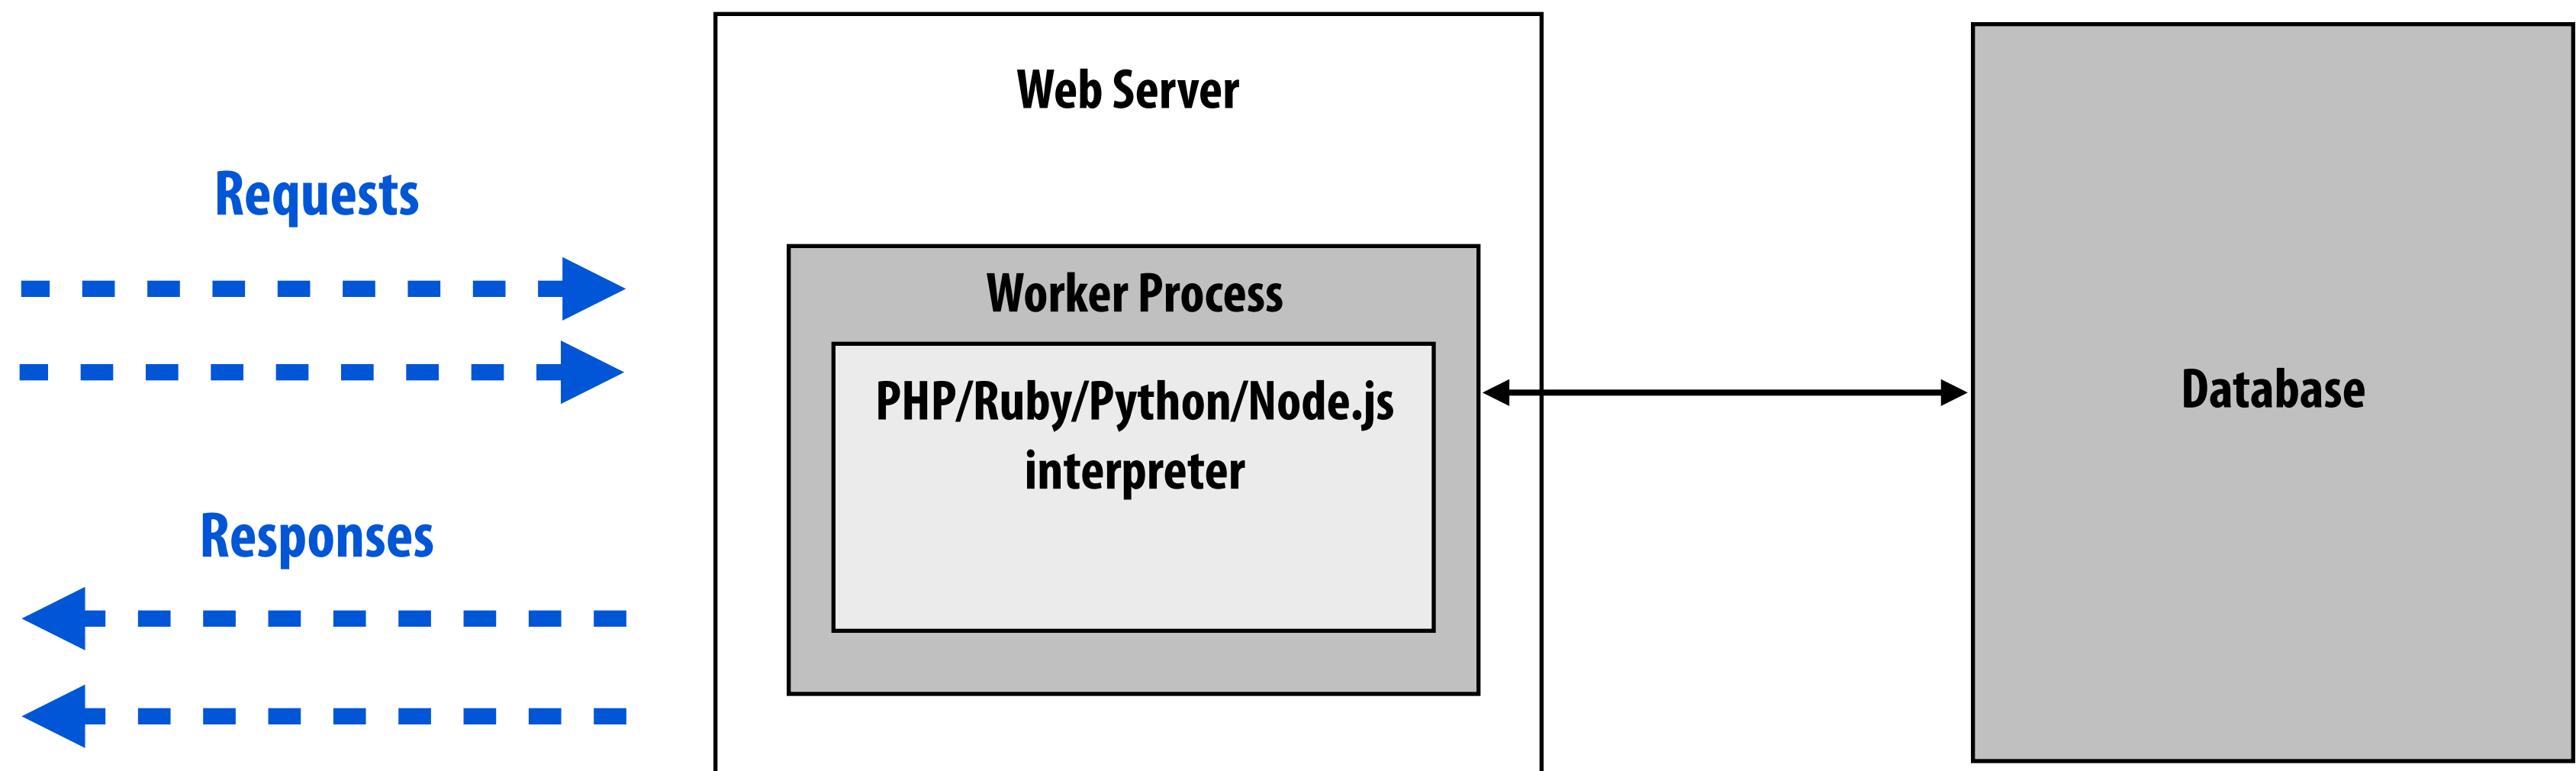 Web Server
Requests
Worker Process
PHP/Ruby/Python/Node.js
interpreter
Database
Responses